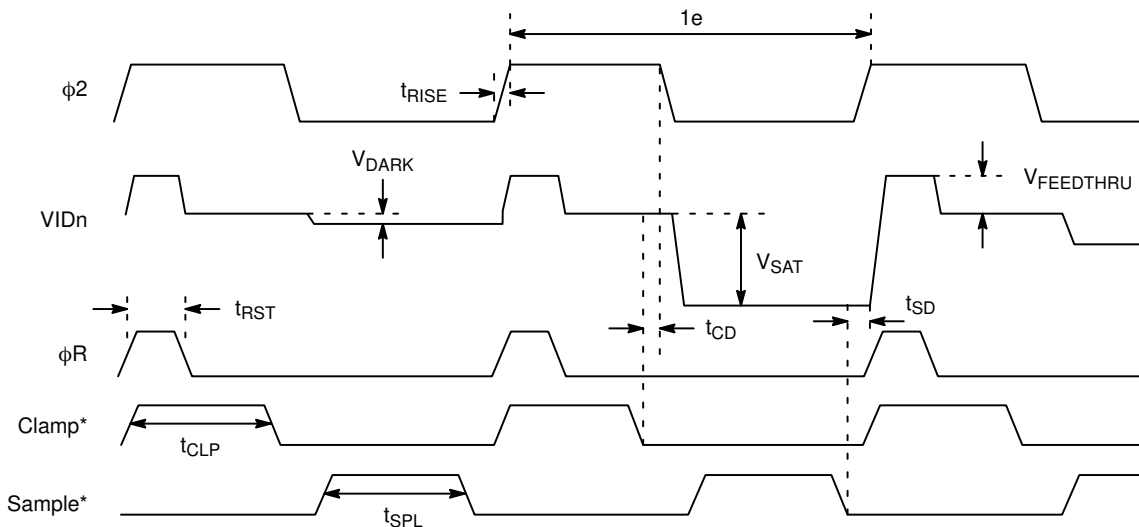 1e
ϕ2
tRISE
VDARK
VFEEDTHRU
VIDn
VSAT
tRST
tSD
tCD
ϕR
Clamp*
tCLP
Sample*
tSPL